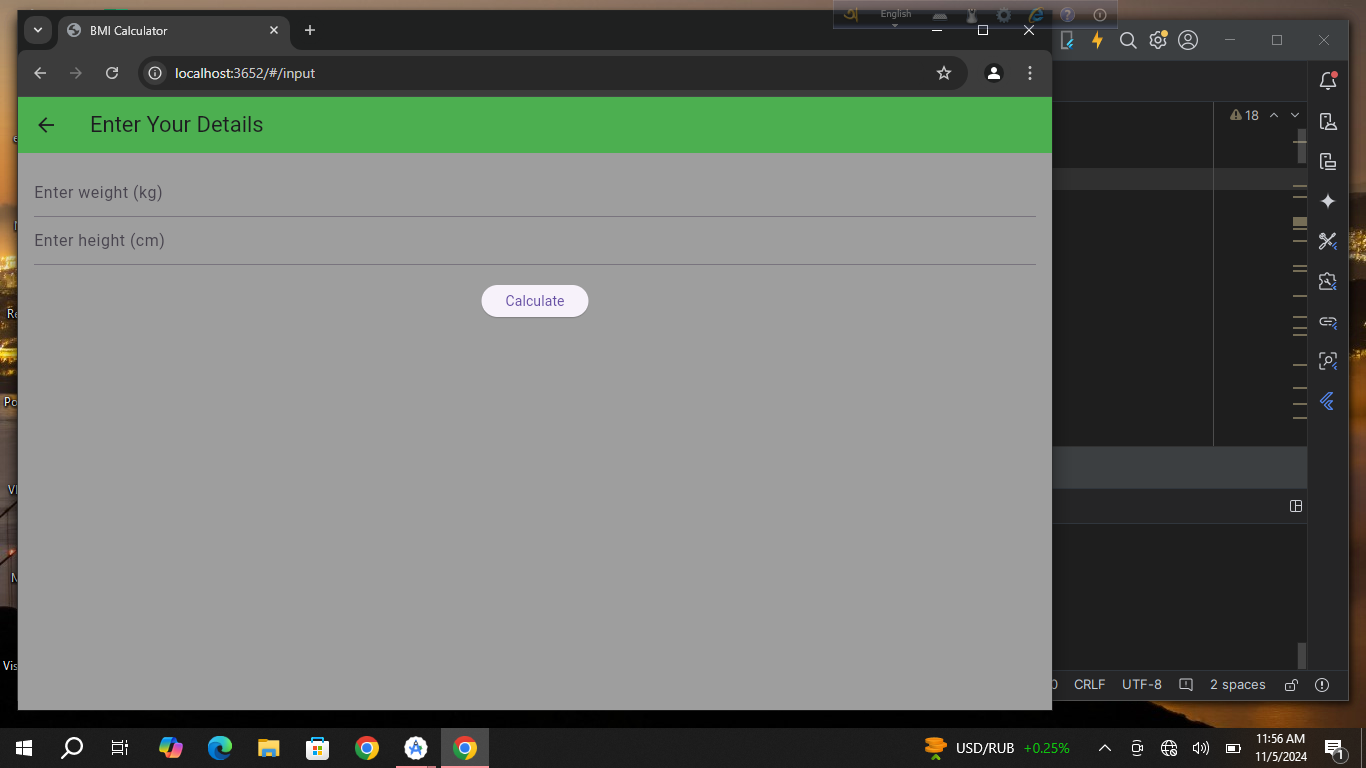 English
BMI Calculator
localhost:3652/#/input
18
Enter Your Details
Enter weight (kg)
Enter height (cm)
Calculate
CRLF
UTF-8
2 spaces
USD/RUB +0.25%
11:56 AM
11/5/2024
1